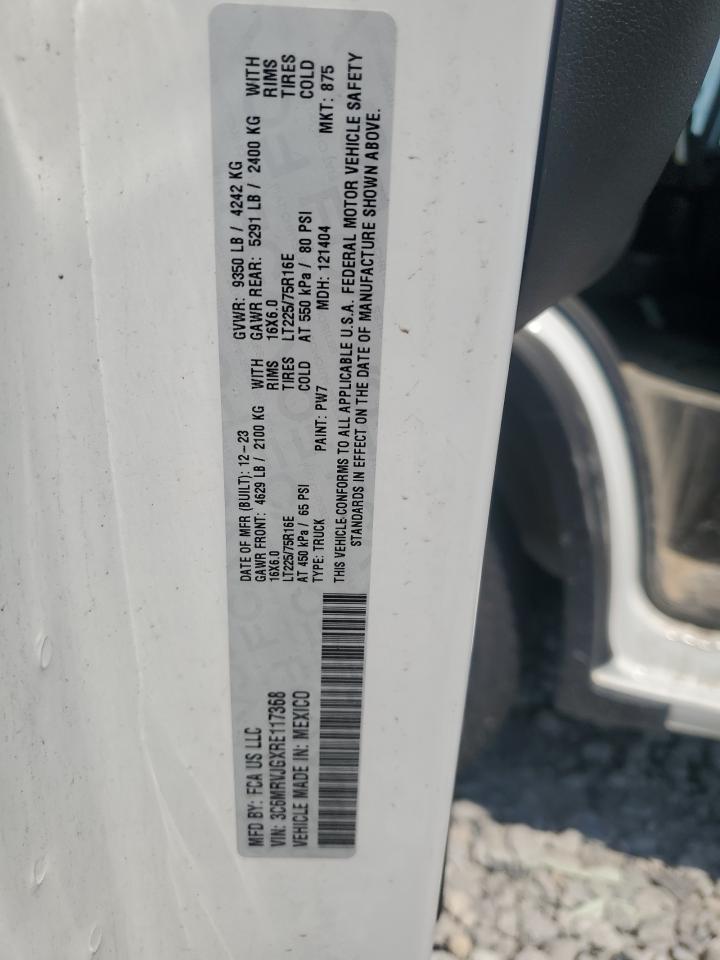 MFD BY: FCA US LLC
VIN: 3C6MRVJGXRE117368
VEHICLE MADE IN: MEXICO
DATE OF MFR (BUILT): 12-23 GVWR: 9350 LB / 4242 KG
GAWR FRONT: 4629 LB / 2100 KG WITH GAWR REAR: 5291 LB / 2400 KG WITH
16X6.0 RIMS 16X6.0 RIMS
LT225/75R16E TIRES LT225/75R16E TIRES
AT 450 kPa / 65 PSI COLD AT 550 kPa / 80 PSI COLD
TYPE: TRUCK PAINT: PW7 MDH: 121404 MKT: 875
THIS VEHICLE CONFORMS TO ALL APPLICABLE U.S.A. FEDERAL MOTOR VEHICLE SAFETY
STANDARDS IN EFFECT ON THE DATE OF MANUFACTURE SHOWN ABOVE.